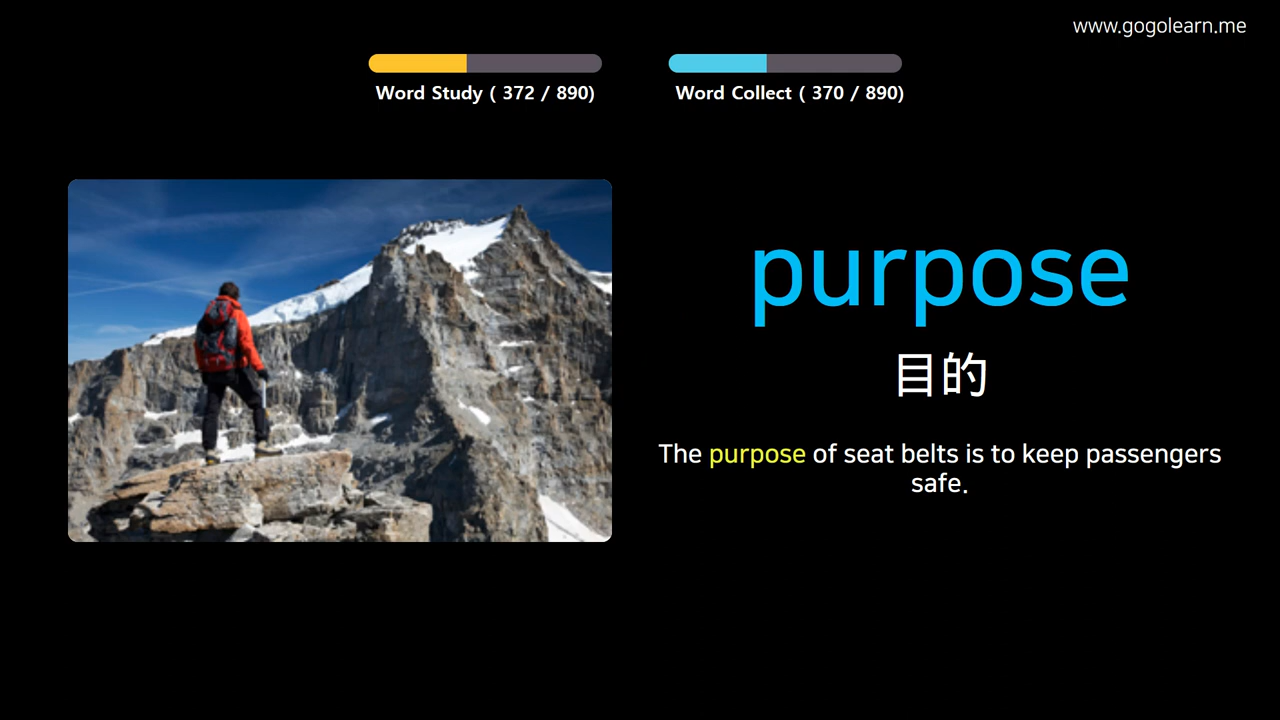 www.gogolearn.me
Word Study ( 372 / 890)
Word Collect ( 370 / 890)
purpose
目的
The purpose of seat belts is to keep passengers
safe.